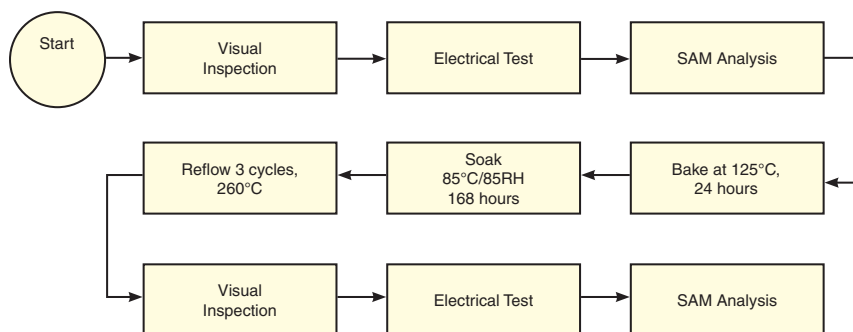 Start
Visual
Inspection
Electrical Test
SAM Analysis
Reflow 3 cycles,
260°C
Soak
85°C/85RH
168 hours
Bake at 125°C,
24 hours
Visual
Inspection
Electrical Test
SAM Analysis